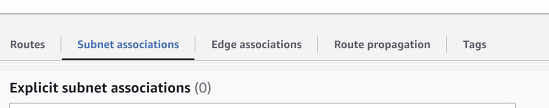 Routes Subnet associations Edge associations Route propagation Tags
Explicit subnet associations (0)